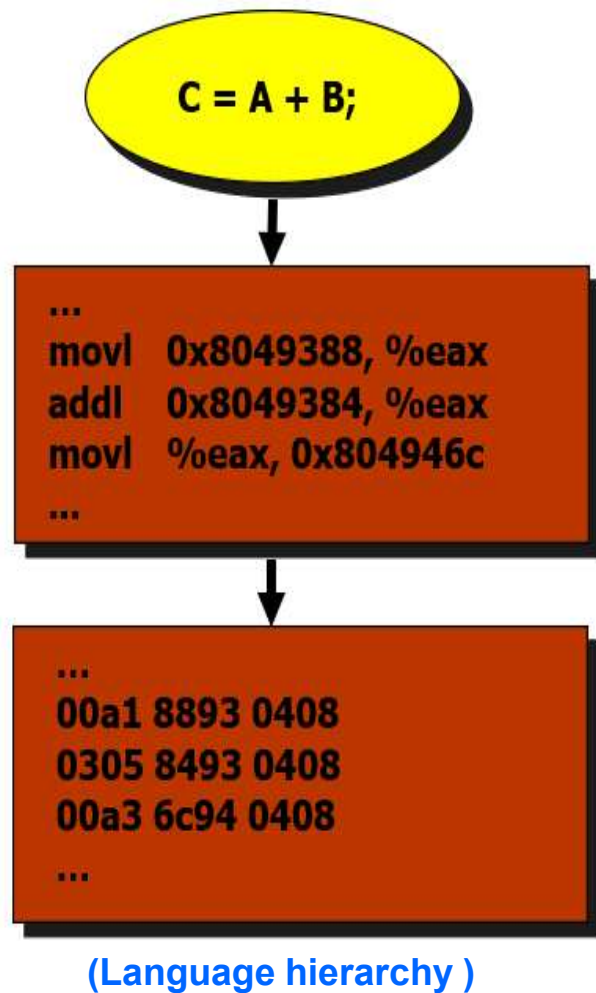 C = A + B;
...
movl 0x8049388, %eax
addl 0x8049384, %eax
movl %eax, 0x804946c
...
...
00a1 8893 0408
0305 8493 0408
00a3 6c94 0408
...
(Language hierarchy )